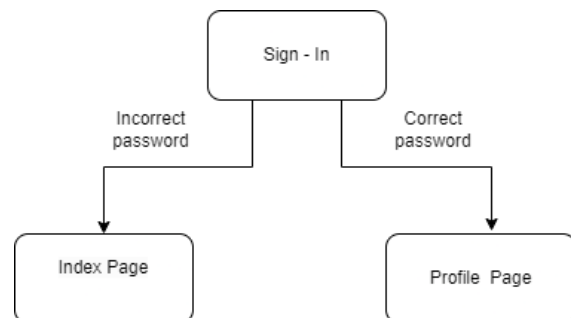 Sign - In
Incorrect
password
Correct
password
Index Page
Profile Page